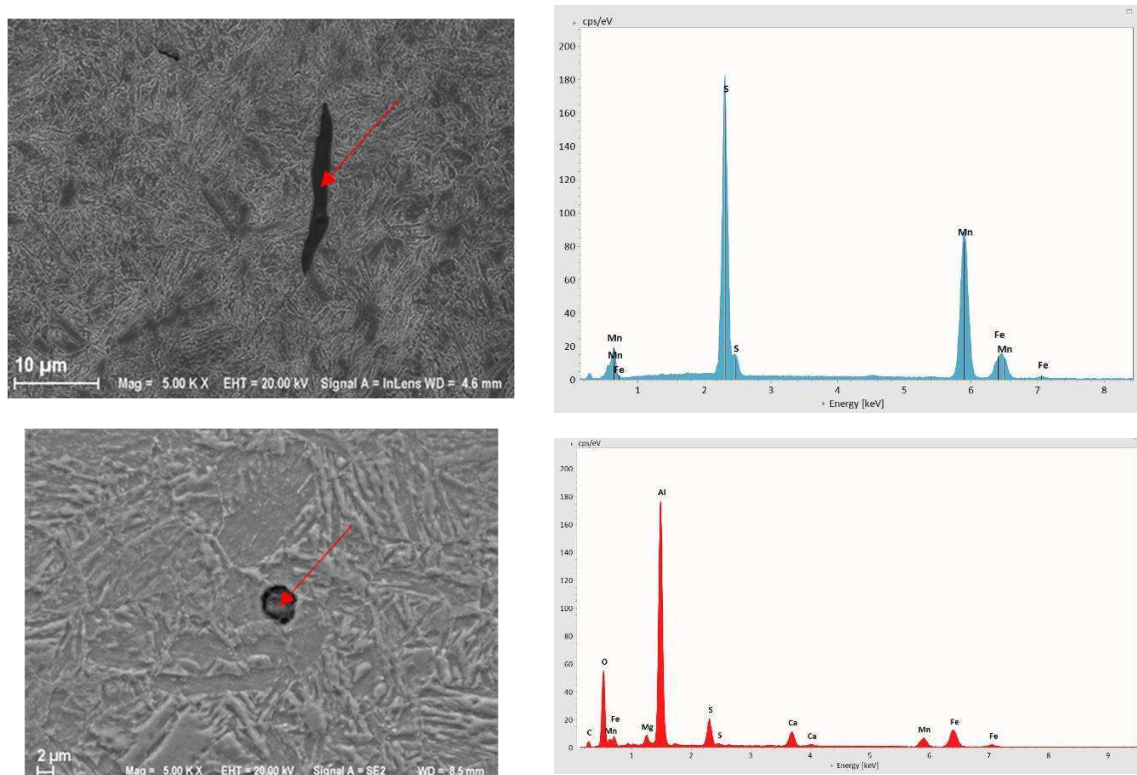 10 µm
Mag = 5.00 K X EHT = 20.00 kV Signal A = InLens WD = 4.6 mm
cps/eV
200
180
160
140
120
100
80
60
40
20
0
S
Mn
Mn
Mn
Fe
S
Fe
Mn
Fe
1 2 3 4 5 6 7 8
Energy [keV]
2 µm
Mag = 5.00 K X EHT = 20.00 kV Signal A = SE2 WD = 8.5 mm
cps/eV
200
180
160
140
120
100
80
60
40
20
0
Al
O
Fe
C
Mn
Mg
S
S
Ca
Ca
Mn
Fe
Fe
1 2 3 4 5 6 7 8 9
Energy [keV]